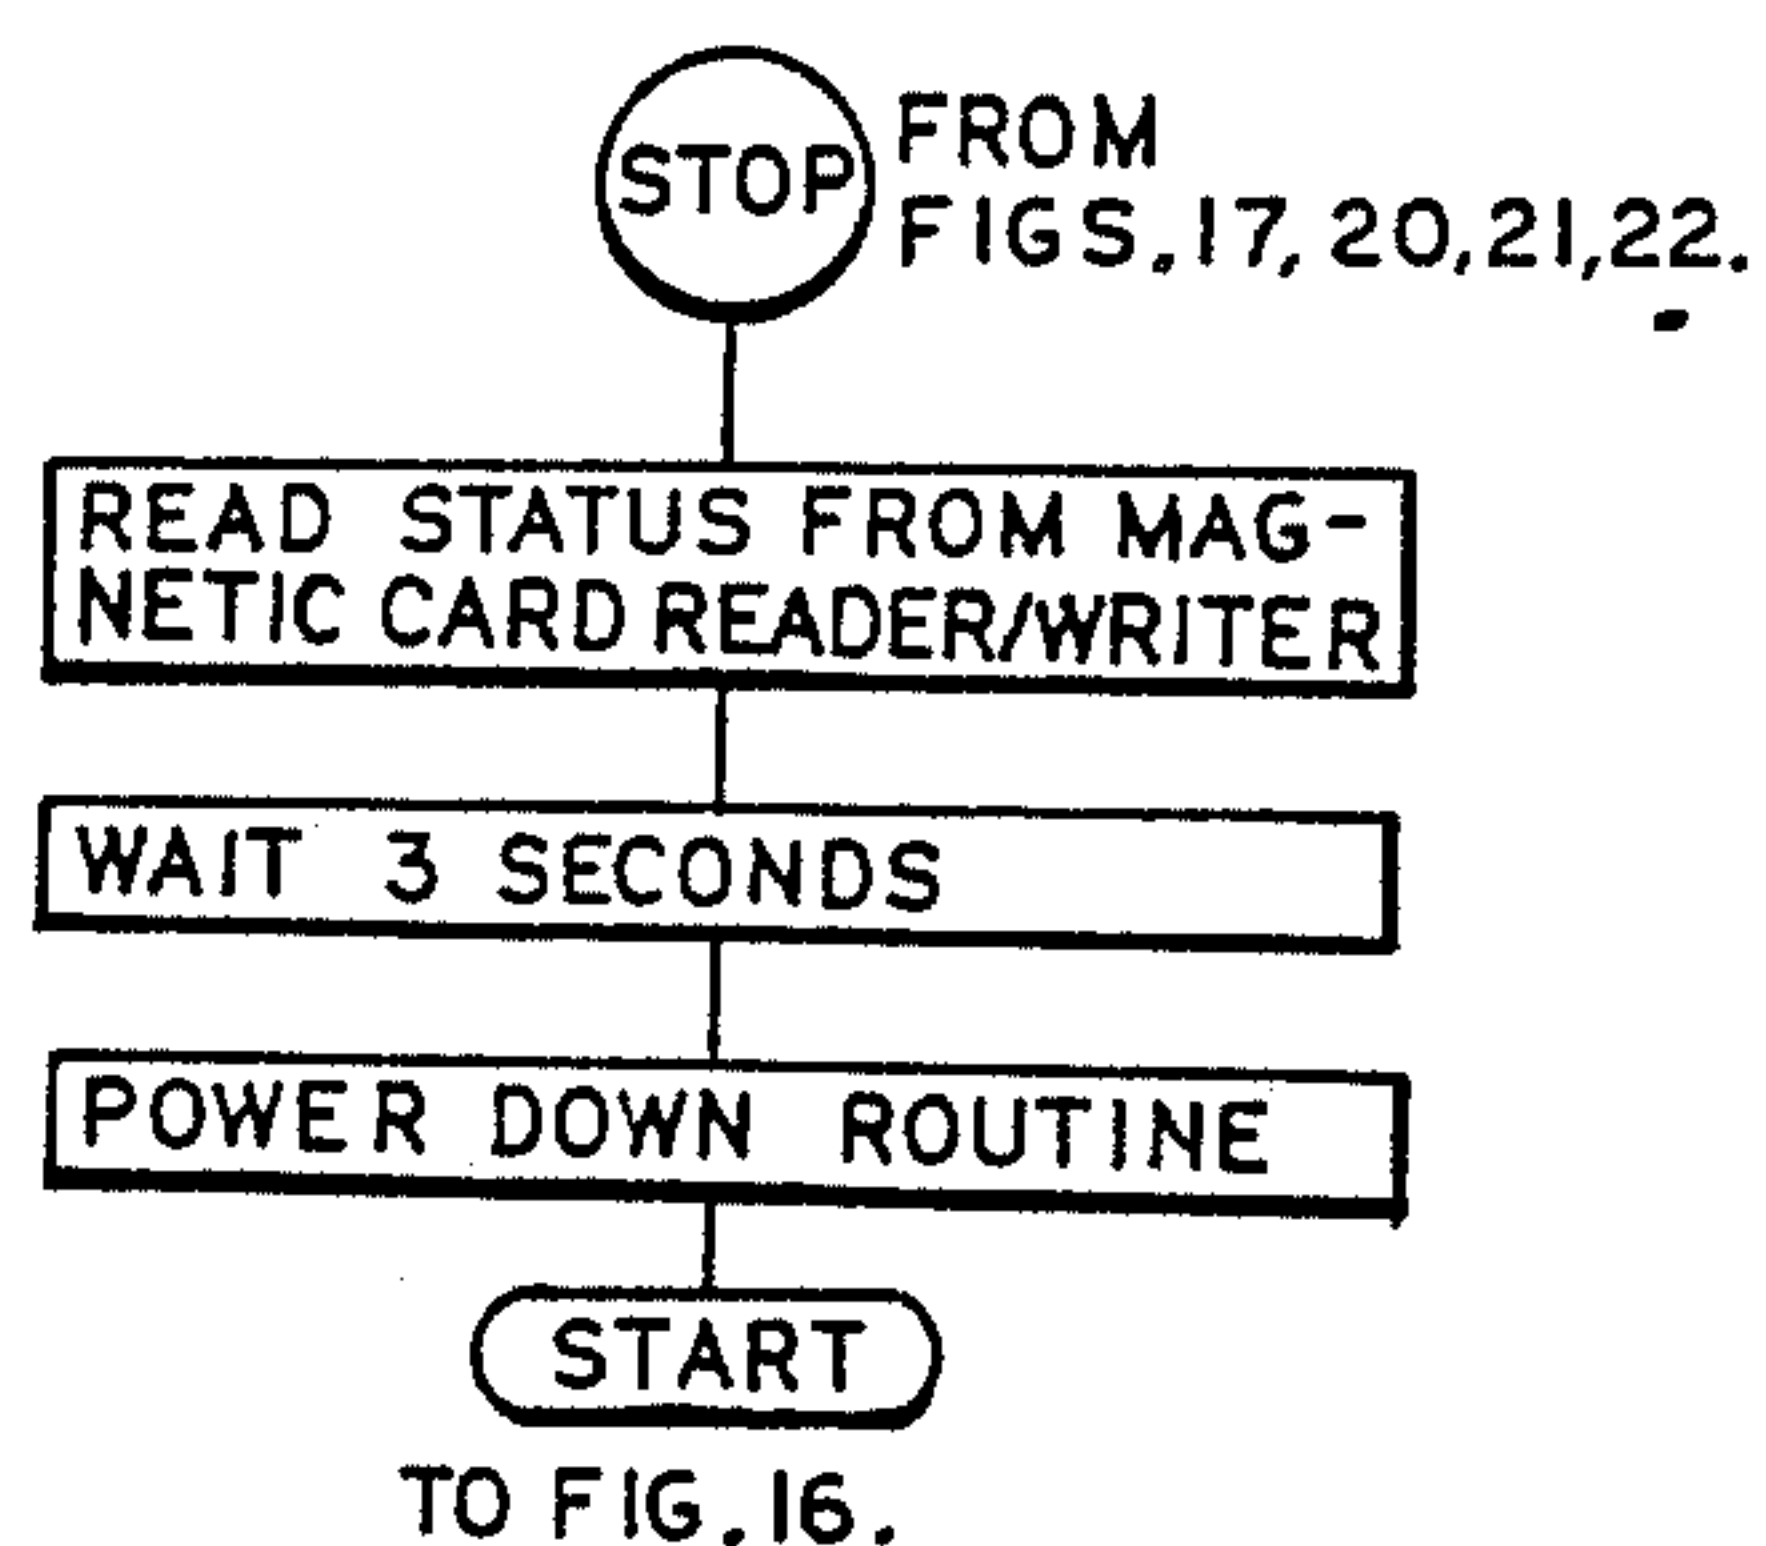 STOP
FROM
FIGS. 17, 20, 21, 22.
READ STATUS FROM MAG-
NETIC CARD READER/WRITER
WAIT 3 SECONDS
POWER DOWN ROUTINE
START
TO FIG. 16.